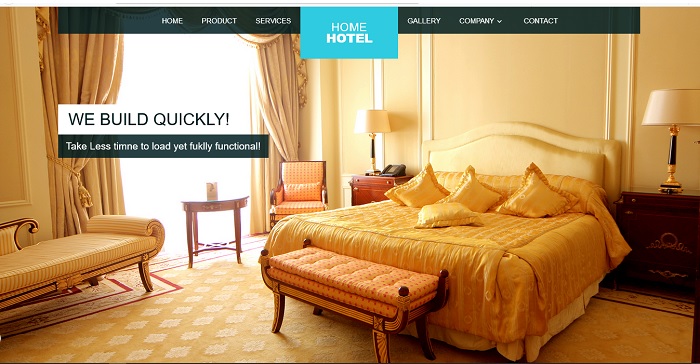 HOME PRODUCT SERVICES
HOME
HOTEL
GALLERY COMPANY CONTACT
WE BUILD QUICKLY!
Take Less timne to load yet fuklly functional!